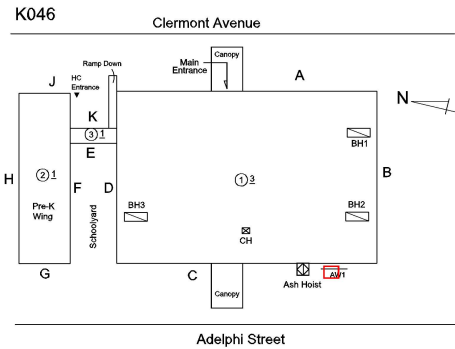 K046
Clermont Avenue
Canopy
Ramp Down
Main
Entrance
A
J
HC
Entrance
N
K
3 1
BH1
E
H
2 1
F
D
1 3
B
Pre-K
Wing
Schoolyard
BH3
BH2
CH
G
C
Canopy
Ash Hoist
AW1
Adelphi Street